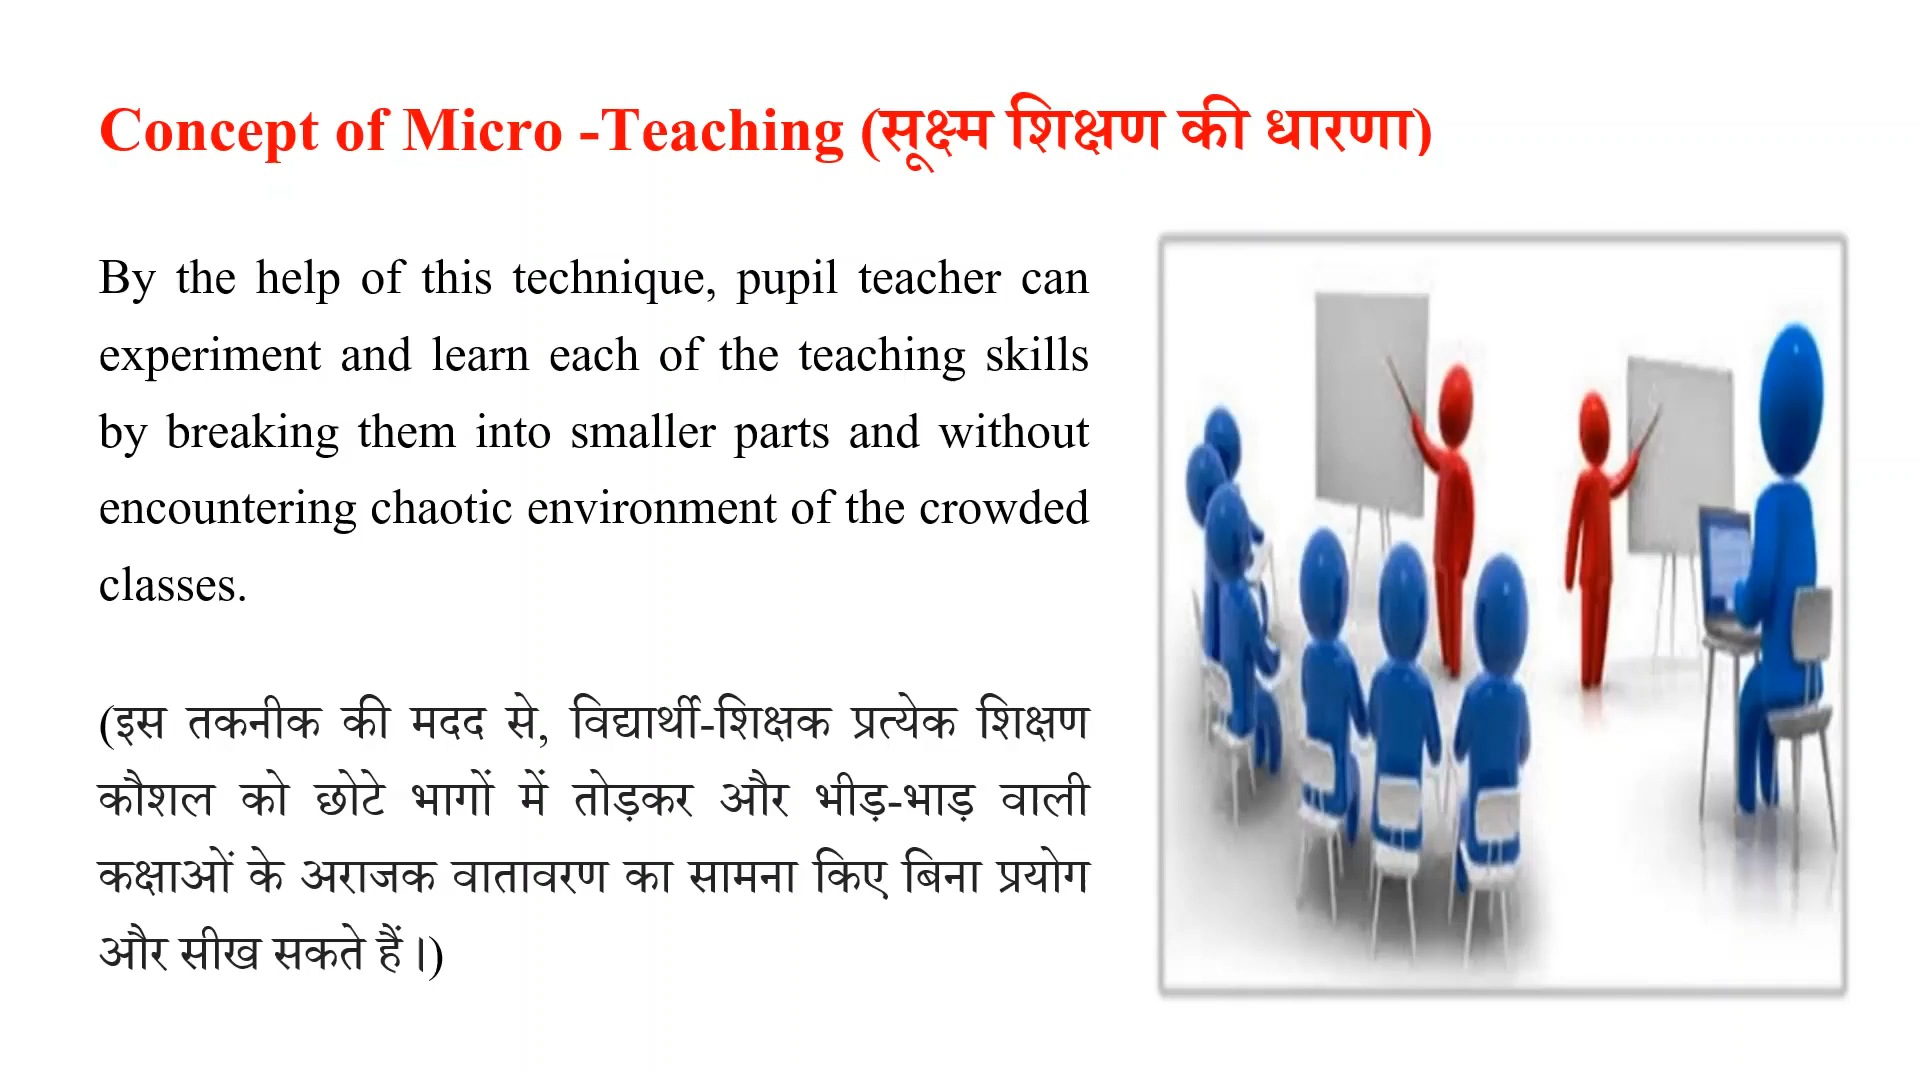 Concept of Micro -Teaching (सूक्ष्म शिक्षण की धारणा)
By the help of this technique, pupil teacher can
experiment and learn each of the teaching skills
by breaking them into smaller parts and without
encountering chaotic environment of the crowded
classes.
(इस तकनीक की मदद से, विद्यार्थी-शिक्षक प्रत्येक शिक्षण
कौशल को छोटे भागों में तोड़कर और भीड़-भाड़ वाली
कक्षाओं के अराजक वातावरण का सामना किए बिना प्रयोग
और सीख सकते हैं।)